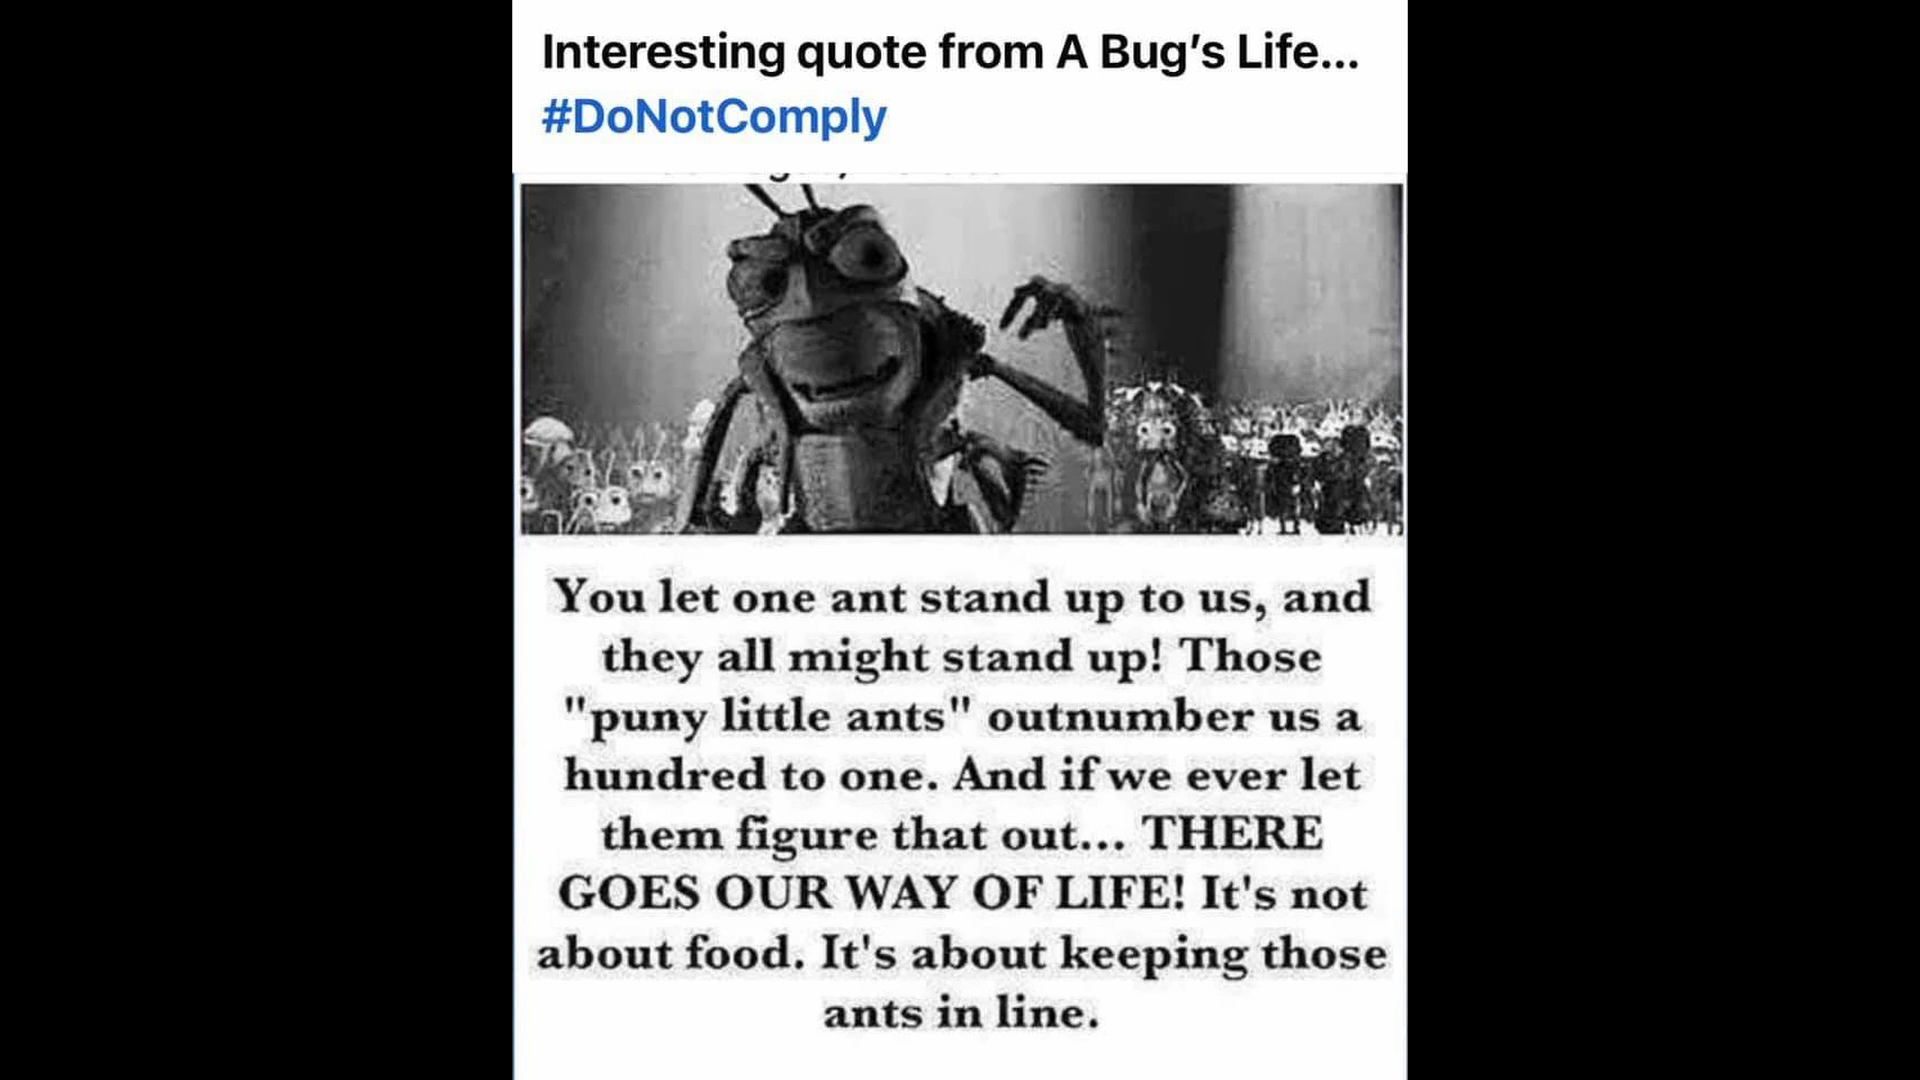 Interesting quote from A Bug’s Life...
#DoNotComply
You let one ant stand up to us, and
they all might stand up! Those
"puny little ants" outnumber us a
hundred to one. And if we ever let
them figure that out... THERE
GOES OUR WAY OF LIFE! It's not
about food. It's about keeping those
ants in line.